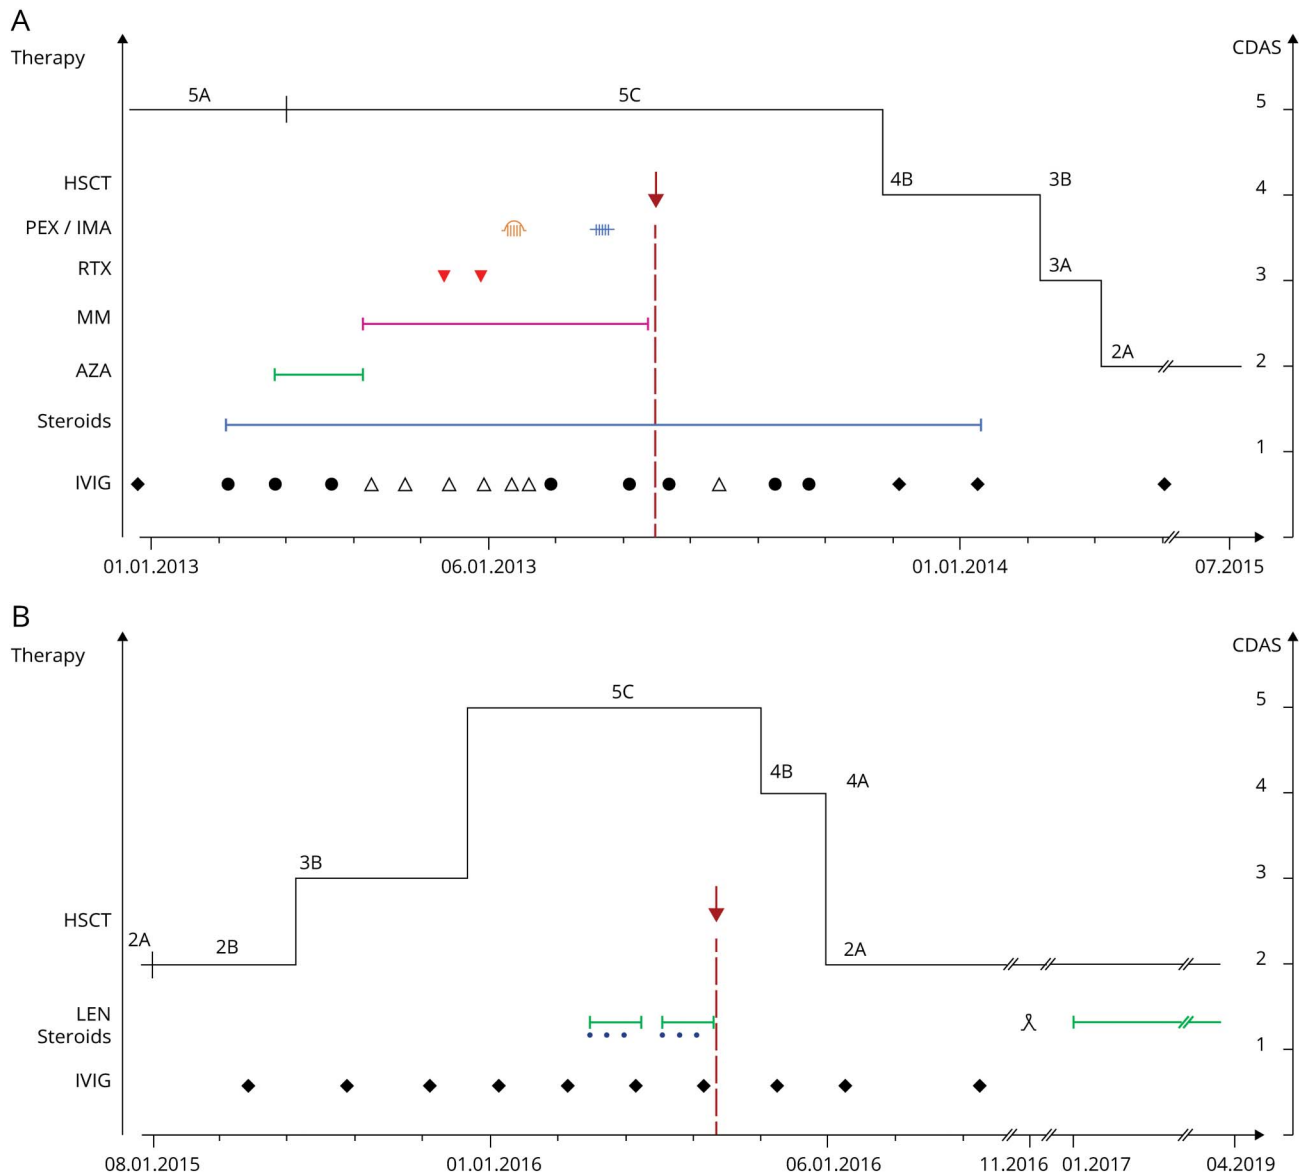 A
Therapy
CDAS
5A
5C
5
HSCT
4B
3B
4
PEX / IMA
RTX
3A
3
MM
AZA
2A
2
Steroids
1
IVIG
01.01.2013
06.01.2013
01.01.2014
07.2015
B
Therapy
CDAS
5C
5
4B
4A
4
3B
3
HSCT
2A
2B
2A
2
LEN
Steroids
1
IVIG
08.01.2015
01.01.2016
06.01.2016
11.2016
01.2017
04.2019